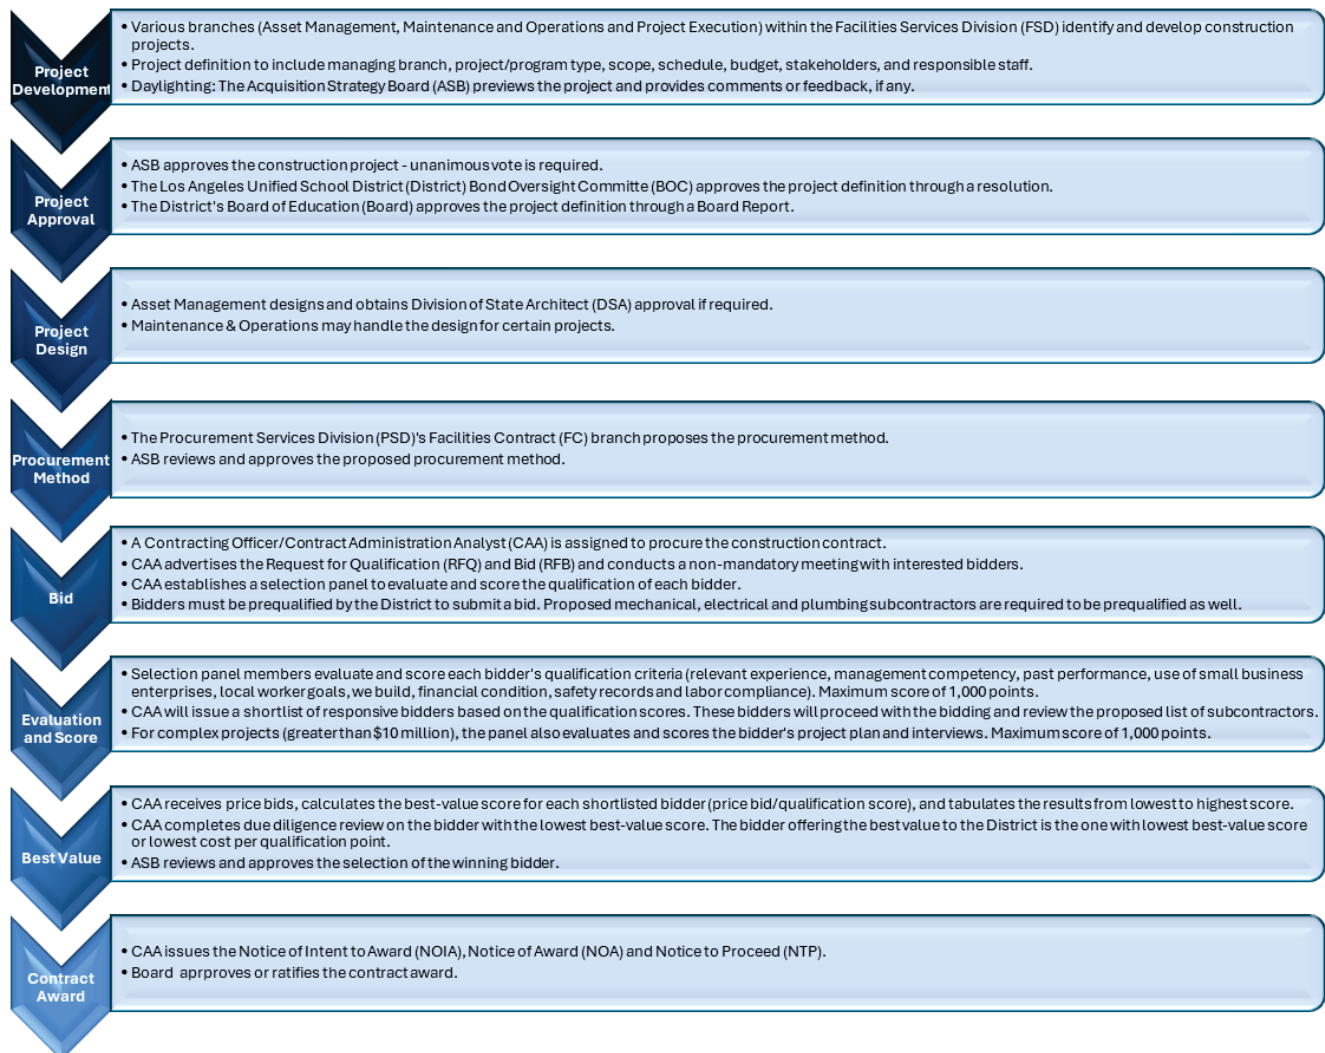 Project
Development
• Various branches (Asset Management, Maintenance and Operations and Project Execution) within the Facilities Services Division (FSD) identify and develop construction
projects.
• Project definition to include managing branch, project/program type, scope, schedule, budget, stakeholders, and responsible staff.
• Daylighting: The Acquisition Strategy Board (ASB) previews the project and provides comments or feedback, if any.
Project
Approval
• ASB approves the construction project - unanimous vote is required.
• The Los Angeles Unified School District (District) Bond Oversight Committe (BOC) approves the project definition through a resolution.
• The District's Board of Education (Board) approves the project definition through a Board Report.
Project
Design
• Asset Management designs and obtains Division of State Architect (DSA) approval if required.
• Maintenance & Operations may handle the design for certain projects.
Procurement
Method
• The Procurement Services Division (PSD)'s Facilities Contract (FC) branch proposes the procurement method.
• ASB reviews and approves the proposed procurement method.
Bid
• A Contracting Officer/Contract Administration Analyst (CAA) is assigned to procure the construction contract.
• CAA advertises the Request for Qualification (RFQ) and Bid (RFB) and conducts a non-mandatory meeting with interested bidders.
• CAA establishes a selection panel to evaluate and score the qualification of each bidder.
• Bidders must be prequalified by the District to submit a bid. Proposed mechanical, electrical and plumbing subcontractors are required to be prequalified as well.
Evaluation
and Score
• Selection panel members evaluate and score each bidder's qualification criteria (relevant experience, management competency, past performance, use of small business
enterprises, local worker goals, we build, financial condition, safety records and labor compliance). Maximum score of 1,000 points.
• CAA will issue a shortlist of responsive bidders based on the qualification scores. These bidders will proceed with the bidding and review the proposed list of subcontractors.
• For complex projects (greater than $10 million), the panel also evaluates and scores the bidder's project plan and interviews. Maximum score of 1,000 points.
Best Value
• CAA receives price bids, calculates the best-value score for each shortlisted bidder (price bid/qualification score), and tabulates the results from lowest to highest score.
• CAA completes due diligence review on the bidder with the lowest best-value score. The bidder offering the best value to the District is the one with lowest best-value score
or lowest cost per qualification point.
• ASB reviews and approves the selection of the winning bidder.
Contract
Award
• CAA issues the Notice of Intent to Award (NOIA), Notice of Award (NOA) and Notice to Proceed (NTP).
• Board aprproves or ratifies the contract award.